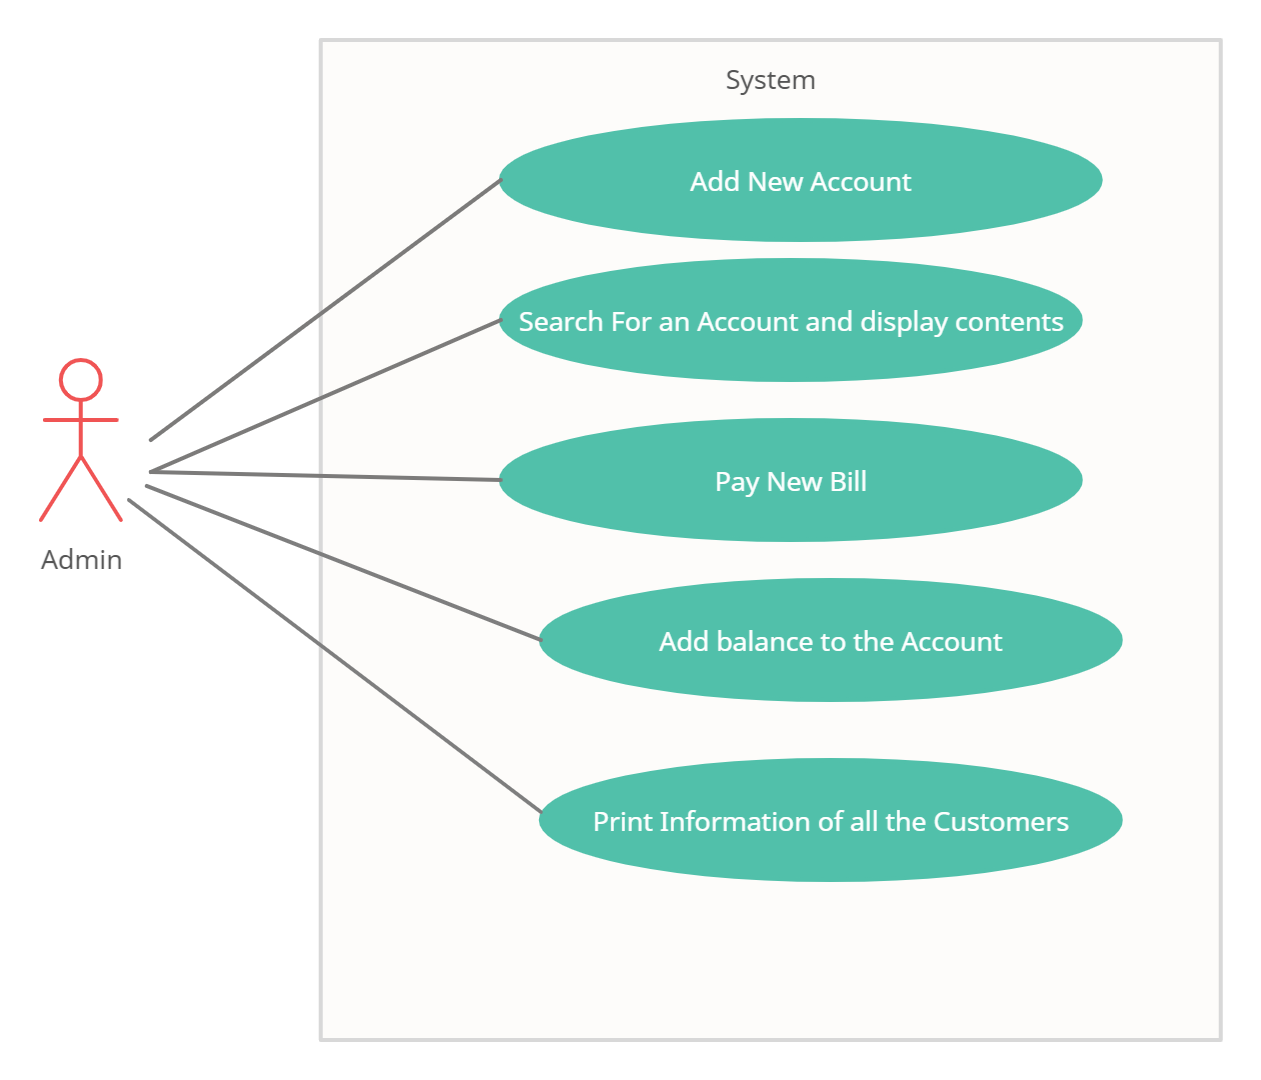 System
Add New Account
Search For an Account and display contents
Pay New Bill
Admin
Add balance to the Account
Print Information of all the Customers